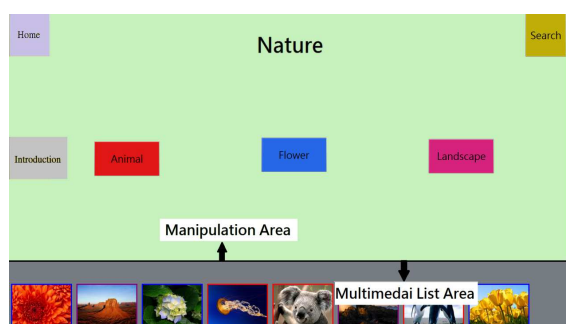 Home
Nature
Search
Introduction
Animal
Flower
Landscape
Manipulation Area
Multimedai List Area